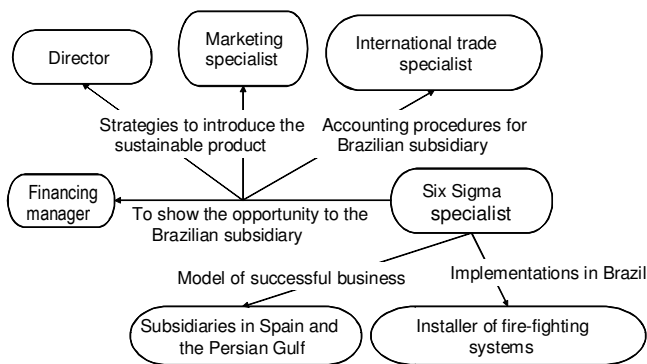 Director
Marketing
specialist
International trade
specialist
Strategies to introduce the
sustainable product
Accounting procedures for
Brazilian subsidiary
Financing
manager
To show the opportunity to the
Brazilian subsidiary
Six Sigma
specialist
Model of successful business
Implementations in Brazil
Subsidiaries in Spain and
the Persian Gulf
Installer of fire-fighting
systems